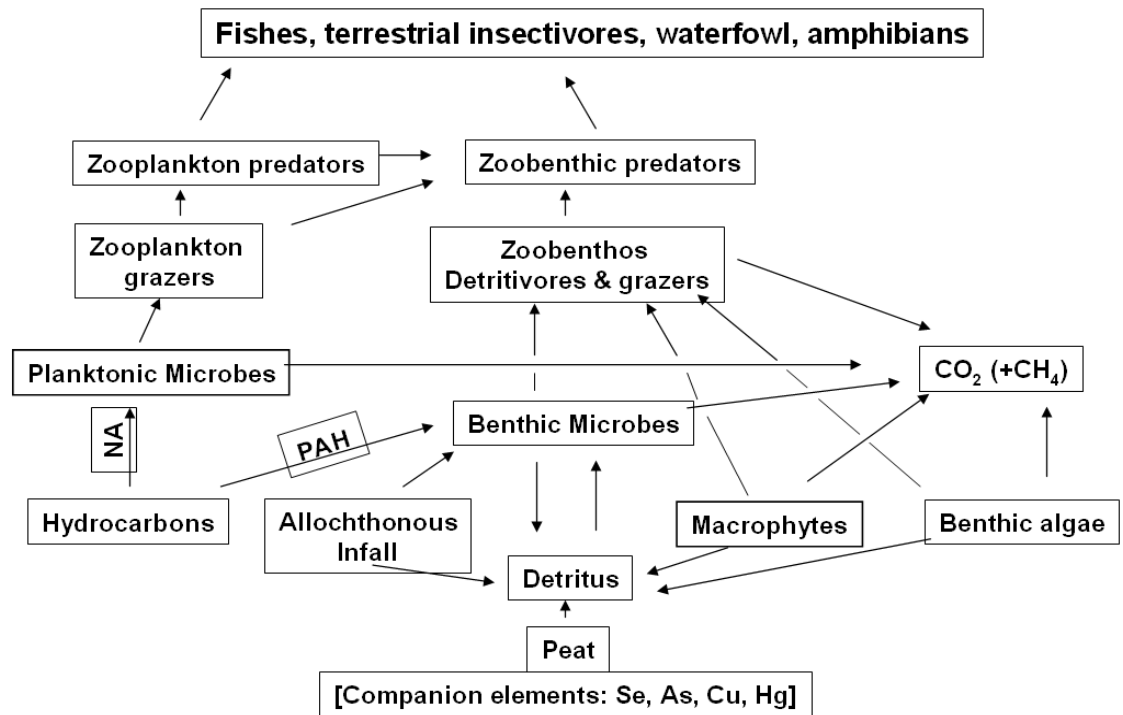 Fishes, terrestrial insectivores, waterfowl, amphibians
Zooplankton predators
Zoobenthic predators
Zooplankton
grazers
Zoobenthos
Detritivores & grazers
Planktonic Microbes
CO₂ (+CH₄)
NA
PAH
Benthic Microbes
Hydrocarbons
Allochthonous
Infall
Macrophytes
Benthic algae
Detritus
Peat
[Companion elements: Se, As, Cu, Hg]